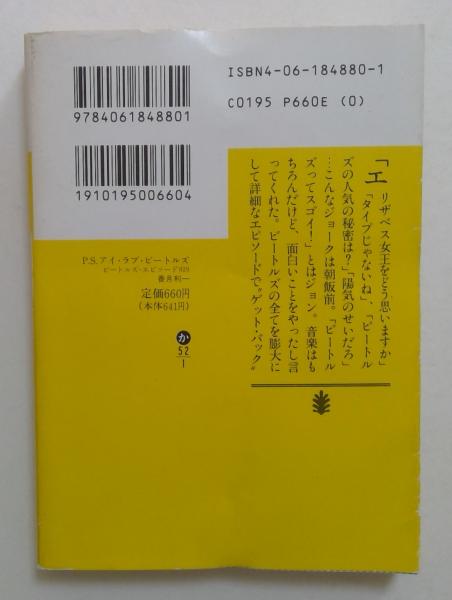 ISBN4-06-184880-1
C0195 P660E (0)
9784061848801
1910195006604
「エリザベス女王をどう思いますか」
「タイプじゃないね」、「ビートル
ズの人気の秘密は?」「陽気のせいだろ」
…こんなジョークは朝飯前。「ビートル
ズってスゴイ!」とはジョン。音楽はも
ちろんだけど、面白いことをやったし言
ってくれた。ビートルズの全てを膨大に
して詳細なエピソードで“ゲット・バック”
P.S.アイ・ラブ・ビートルズ
ビートルズ・エピソード929
香月利一
定価660円
(本体641円)
か
52
1